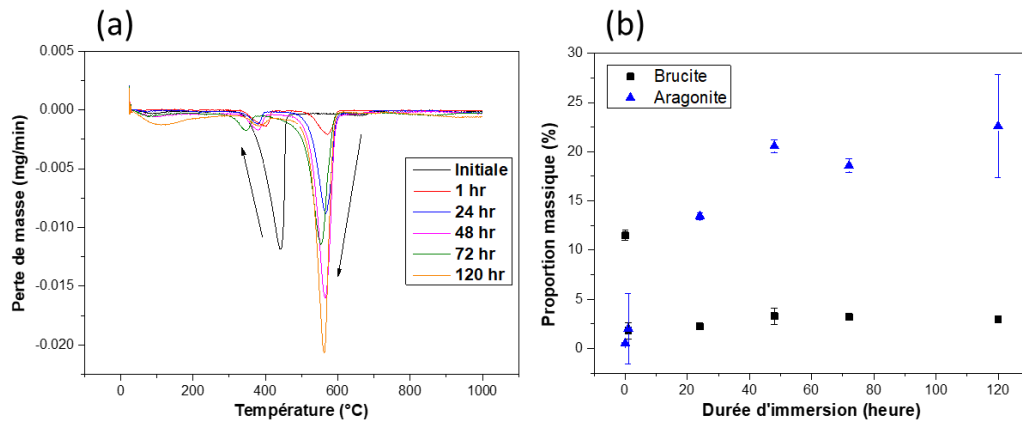 (a)
0.005
0.000
-0.005
-0.010
-0.015
-0.020
Perte de masse (mg/min)
Initiale
1 hr
24 hr
48 hr
72 hr
120 hr
0
200
400
600
800
1000
Température (°C)
(b)
30
25
20
15
10
5
0
Proportion massique (%)
Brucite
Aragonite
0
20
40
60
80
100
120
Durée d'immersion (heure)